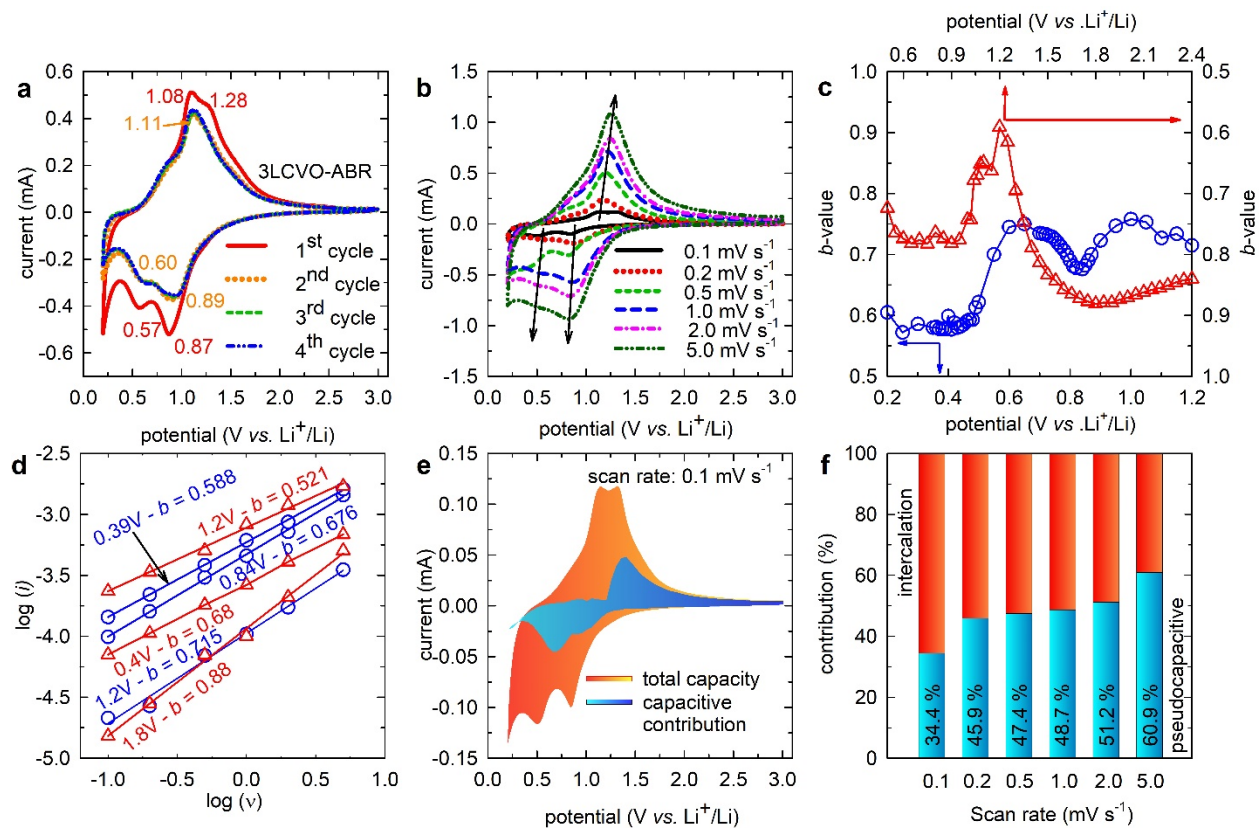 a
0.6
0.4
0.2
0.0
0.2
0.4
0.6
current (mA)
1.08
1.28
1.11
3LCVO-ABR
0.60
0.89
0.57
0.87
1st cycle
2nd cycle
3rd cycle
4th cycle
0.0 0.5 1.0 1.5 2.0 2.5 3.0
potential (V vs. Li+/Li)
b
1.5
1.0
0.5
0.0
-0.5
-1.0
-1.5
current (mA)
0.1 mV s-1
0.2 mV s-1
0.5 mV s-1
1.0 mV s-1
2.0 mV s-1
5.0 mV s-1
0.0 0.5 1.0 1.5 2.0 2.5 3.0
potential (V vs. Li+/Li)
potential (V vs .Li+/Li)
0.6 0.9 1.2 1.5 1.8 2.1 2.4
c
1.0
0.9
0.8
0.7
0.6
0.5
b-value
0.5
0.6
0.7
0.8
0.9
1.0
b-value
0.2 0.4 0.6 0.8 1.0 1.2
potential (V vs .Li+/Li)
d
-2.5
-3.0
-3.5
-4.0
-4.5
-5.0
log (i)
0.39V - b = 0.588
1.2V - b = 0.521
0.84V - b = 0.676
0.4V - b = 0.68
1.2V - b = 0.715
1.8V - b = 0.88
-1.0 -0.5 0.0 0.5 1.0
log (ν)
e
0.15
0.10
0.05
0.00
-0.05
-0.10
-0.15
current (mA)
scan rate: 0.1 mV s-1
total capacity
capacitive
contribution
0.0 0.5 1.0 1.5 2.0 2.5 3.0
potential (V vs. Li+/Li)
f
100
80
60
40
20
0
contribution (%)
intercalation
pseudocapacitive
34.4 %
45.9 %
47.4 %
48.7 %
51.2 %
60.9 %
0.1 0.2 0.5 1.0 2.0 5.0
Scan rate (mV s-1)